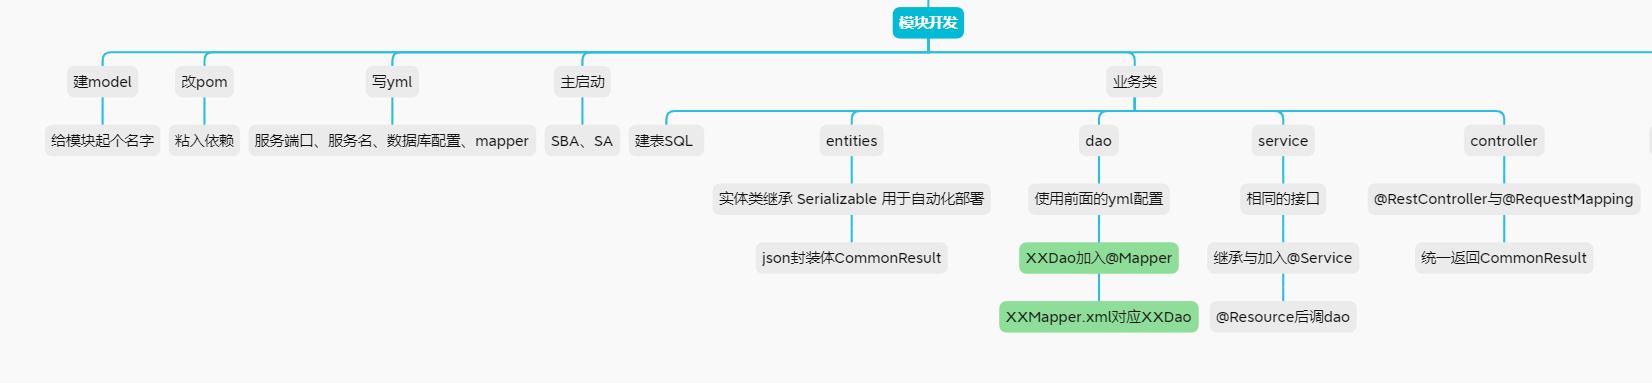 模块开发
建model
改pom
写yml
主启动
业务类
给模块起个名字
粘入依赖
服务端口、服务名、数据库配置、mapper
SBA、SA
建表SQL
entities
dao
service
controller
实体类继承 Serializable 用于自动化部署
使用前面的yml配置
相同的接口
@RestController与@RequestMapping
json封装体CommonResult
XXDao加入@Mapper
继承与加入@Service
统一返回CommonResult
XXMapper.xml对应XXDao
@Resource后调dao